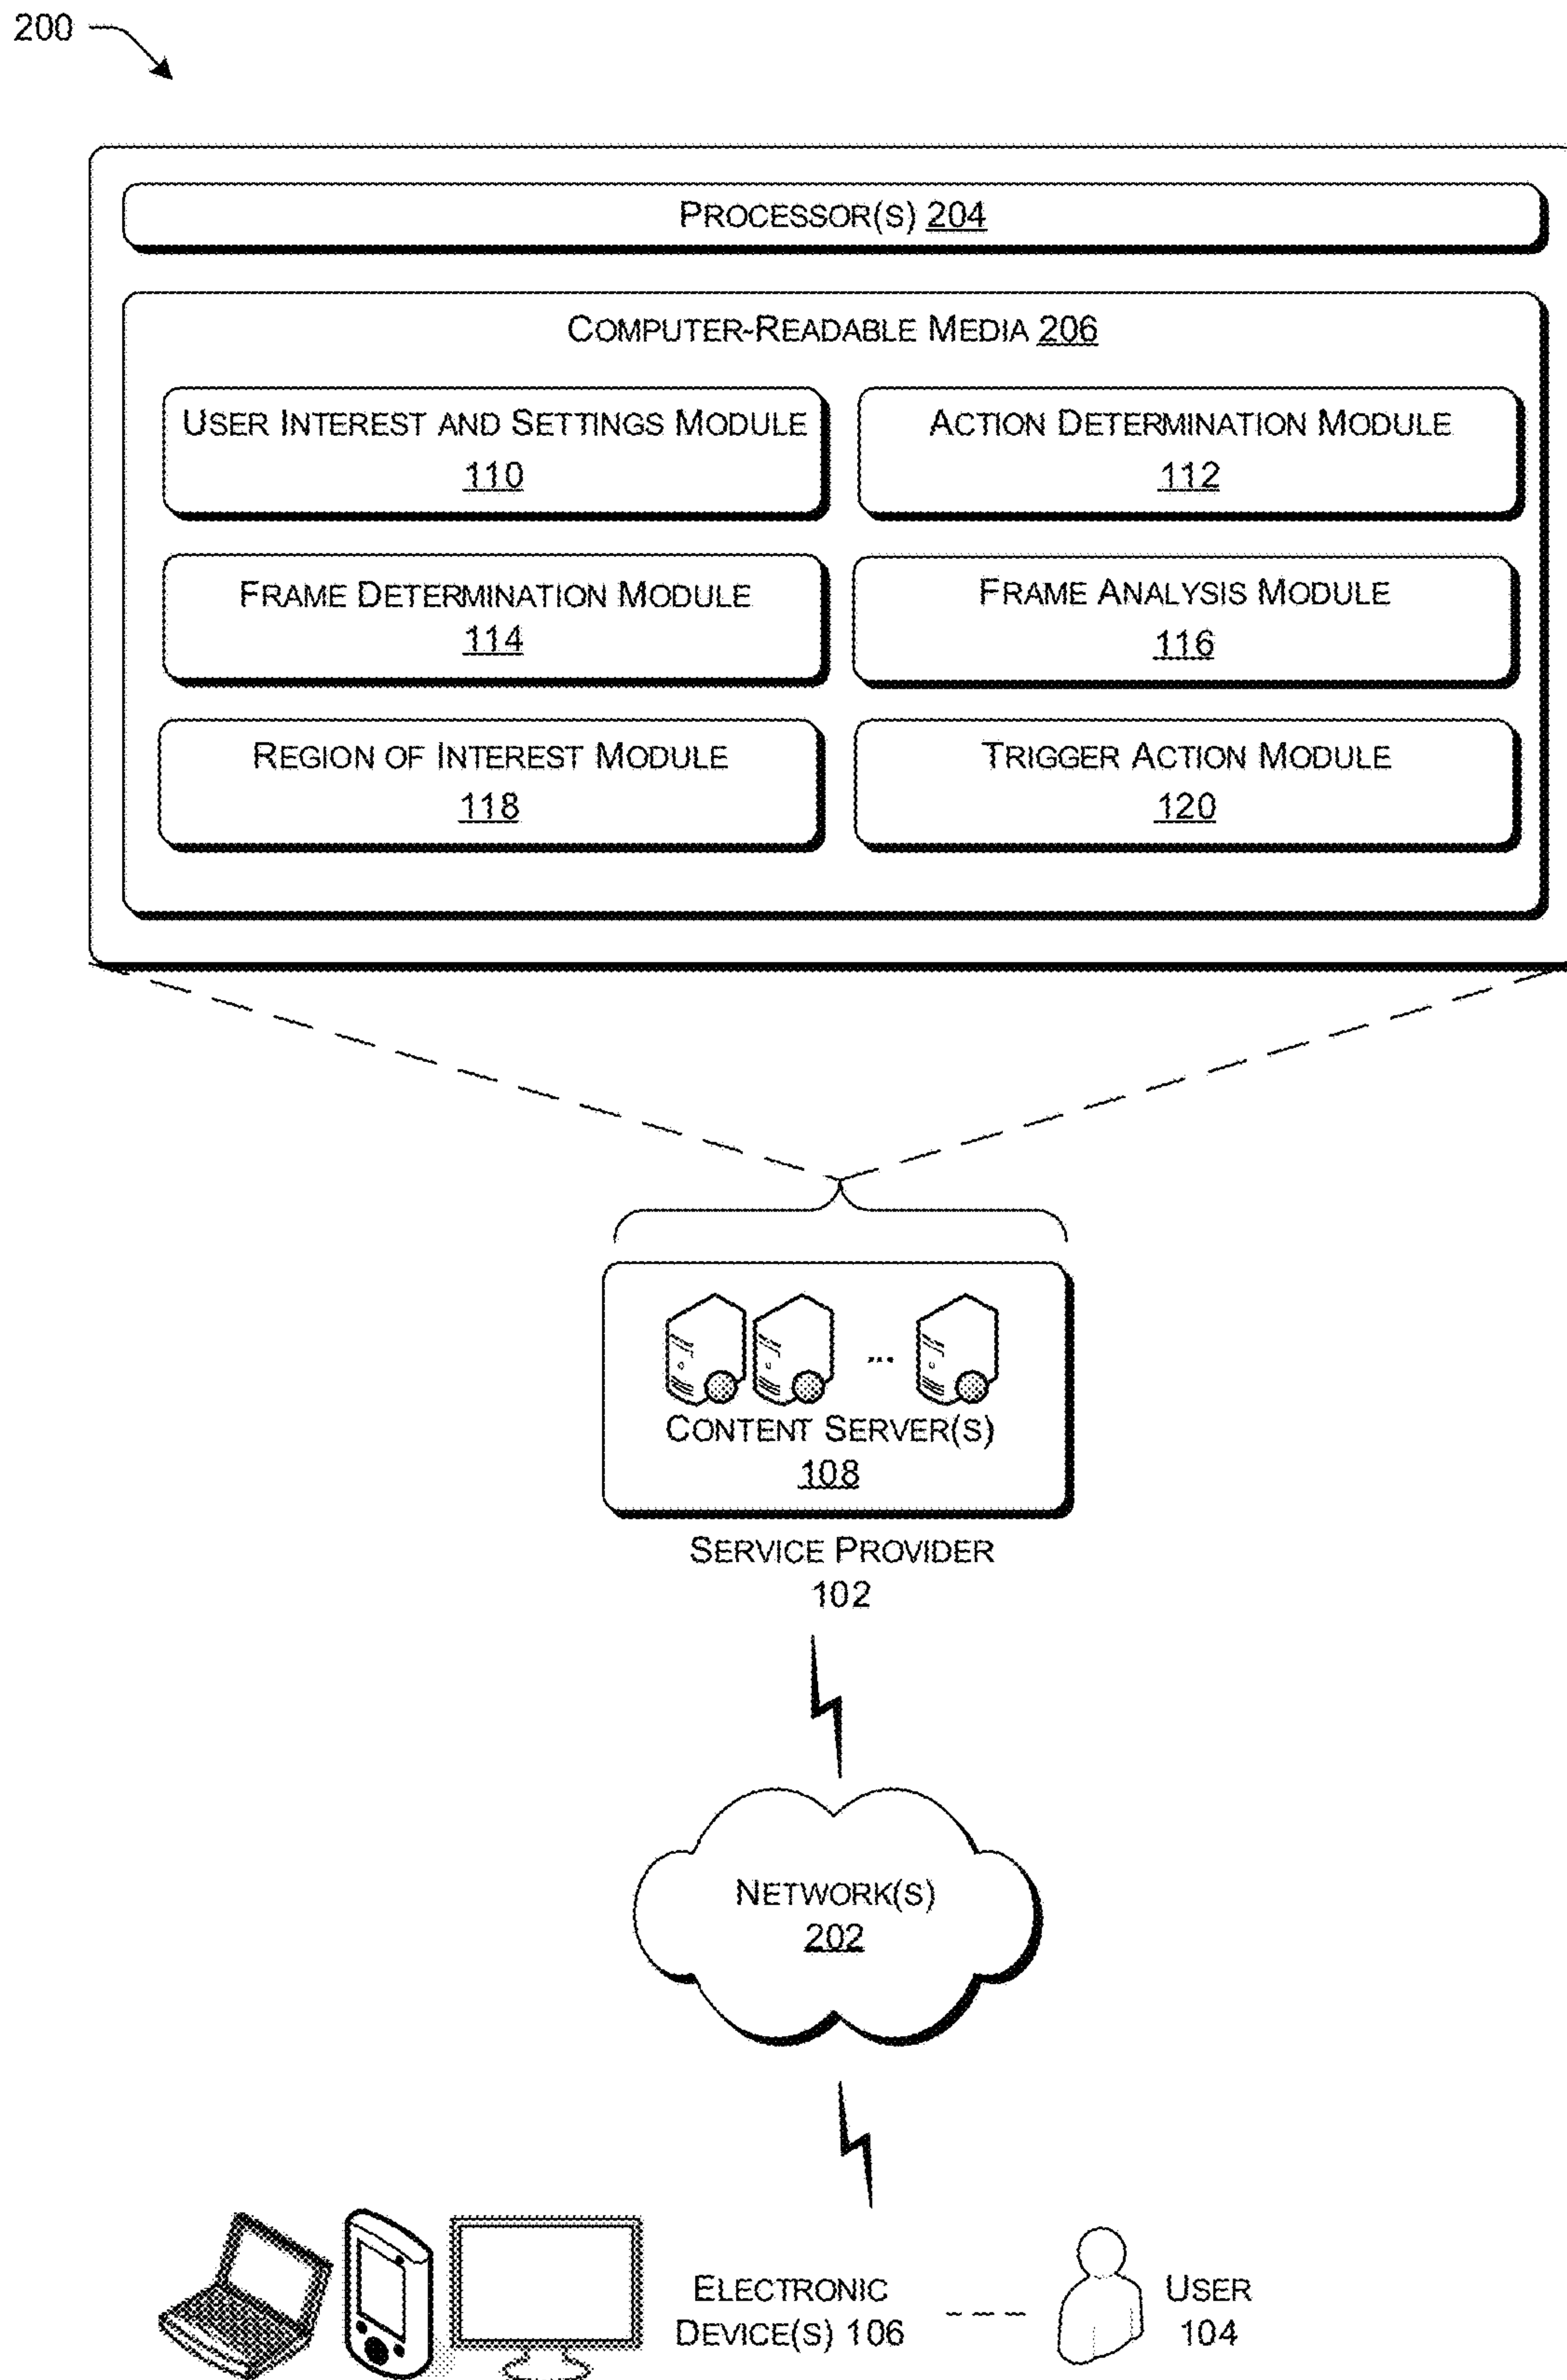 200
PROCESSOR(S) 204
COMPUTER-READABLE MEDIA 206
USER INTEREST AND SETTINGS MODULE
110
ACTION DETERMINATION MODULE
112
FRAME DETERMINATION MODULE
114
FRAME ANALYSIS MODULE
116
REGION OF INTEREST MODULE
118
TRIGGER ACTION MODULE
120
...
CONTENT SERVER(S)
108
SERVICE PROVIDER
102
NETWORK(S)
202
ELECTRONIC
DEVICE(S) 106
USER
104